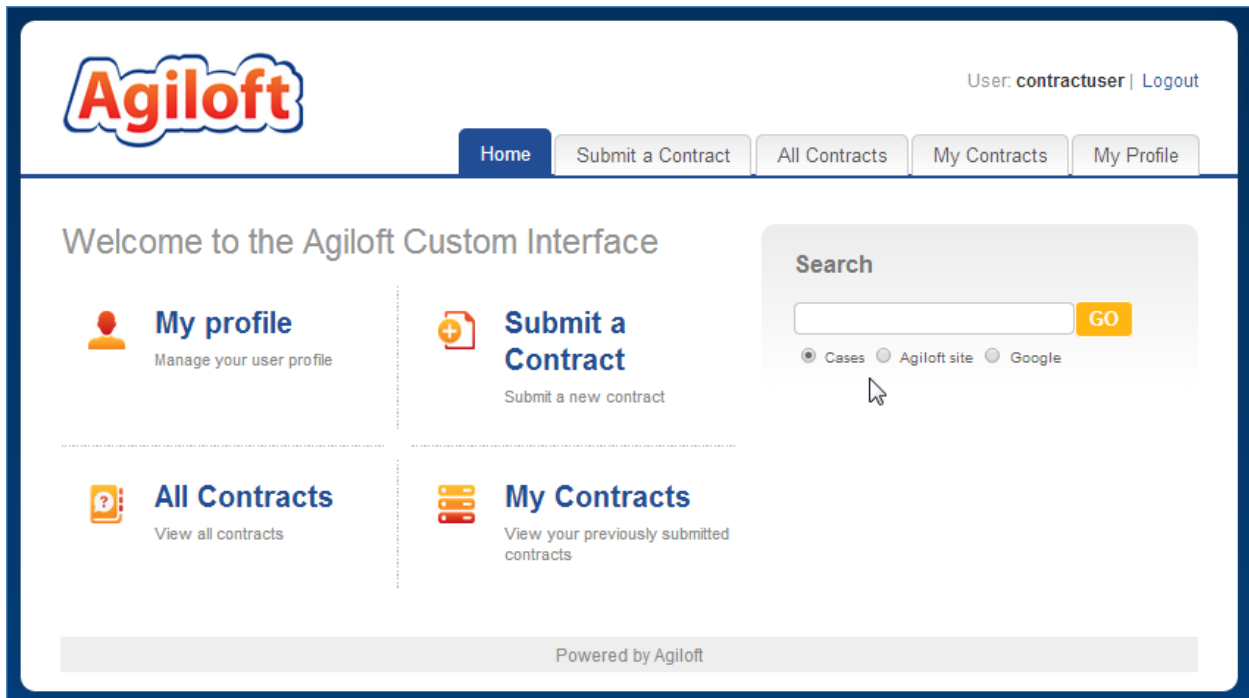 Agiloft
User: contractuser | Logout
Home Submit a Contract All Contracts My Contracts My Profile
Welcome to the Agiloft Custom Interface
My profile
Manage your user profile
Submit a
Contract
Submit a new contract
All Contracts
View all contracts
My Contracts
View your previously submitted
contracts
Search
GO
Cases Agiloft site Google
Powered by Agiloft